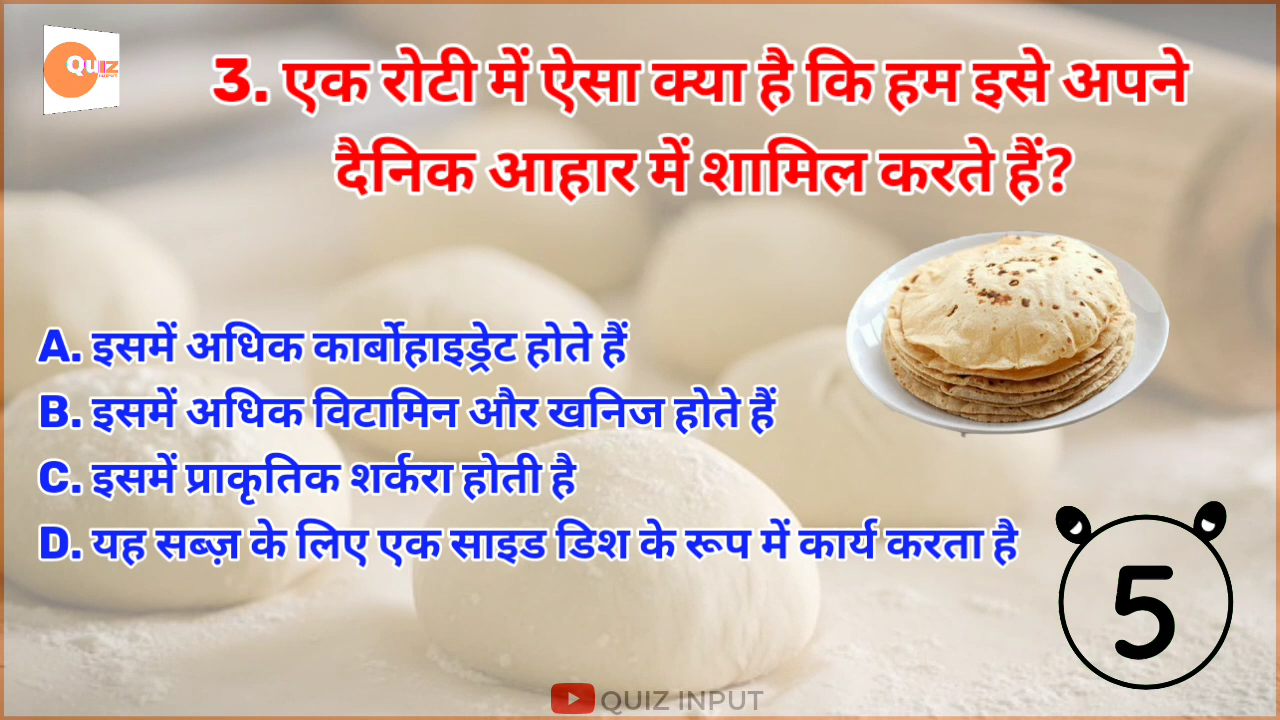 Quiz
INPUT
3. एक रोटी में ऐसा क्या है कि हम इसे अपने
दैनिक आहार में शामिल करते हैं?
A. इसमें अधिक कार्बोहाइड्रेट होते हैं
B. इसमें अधिक विटामिन और खनिज होते हैं
C. इसमें प्राकृतिक शर्करा होती है
D. यह सब्ज़ के लिए एक साइड डिश के रूप में कार्य करता है
5
QUIZ INPUT